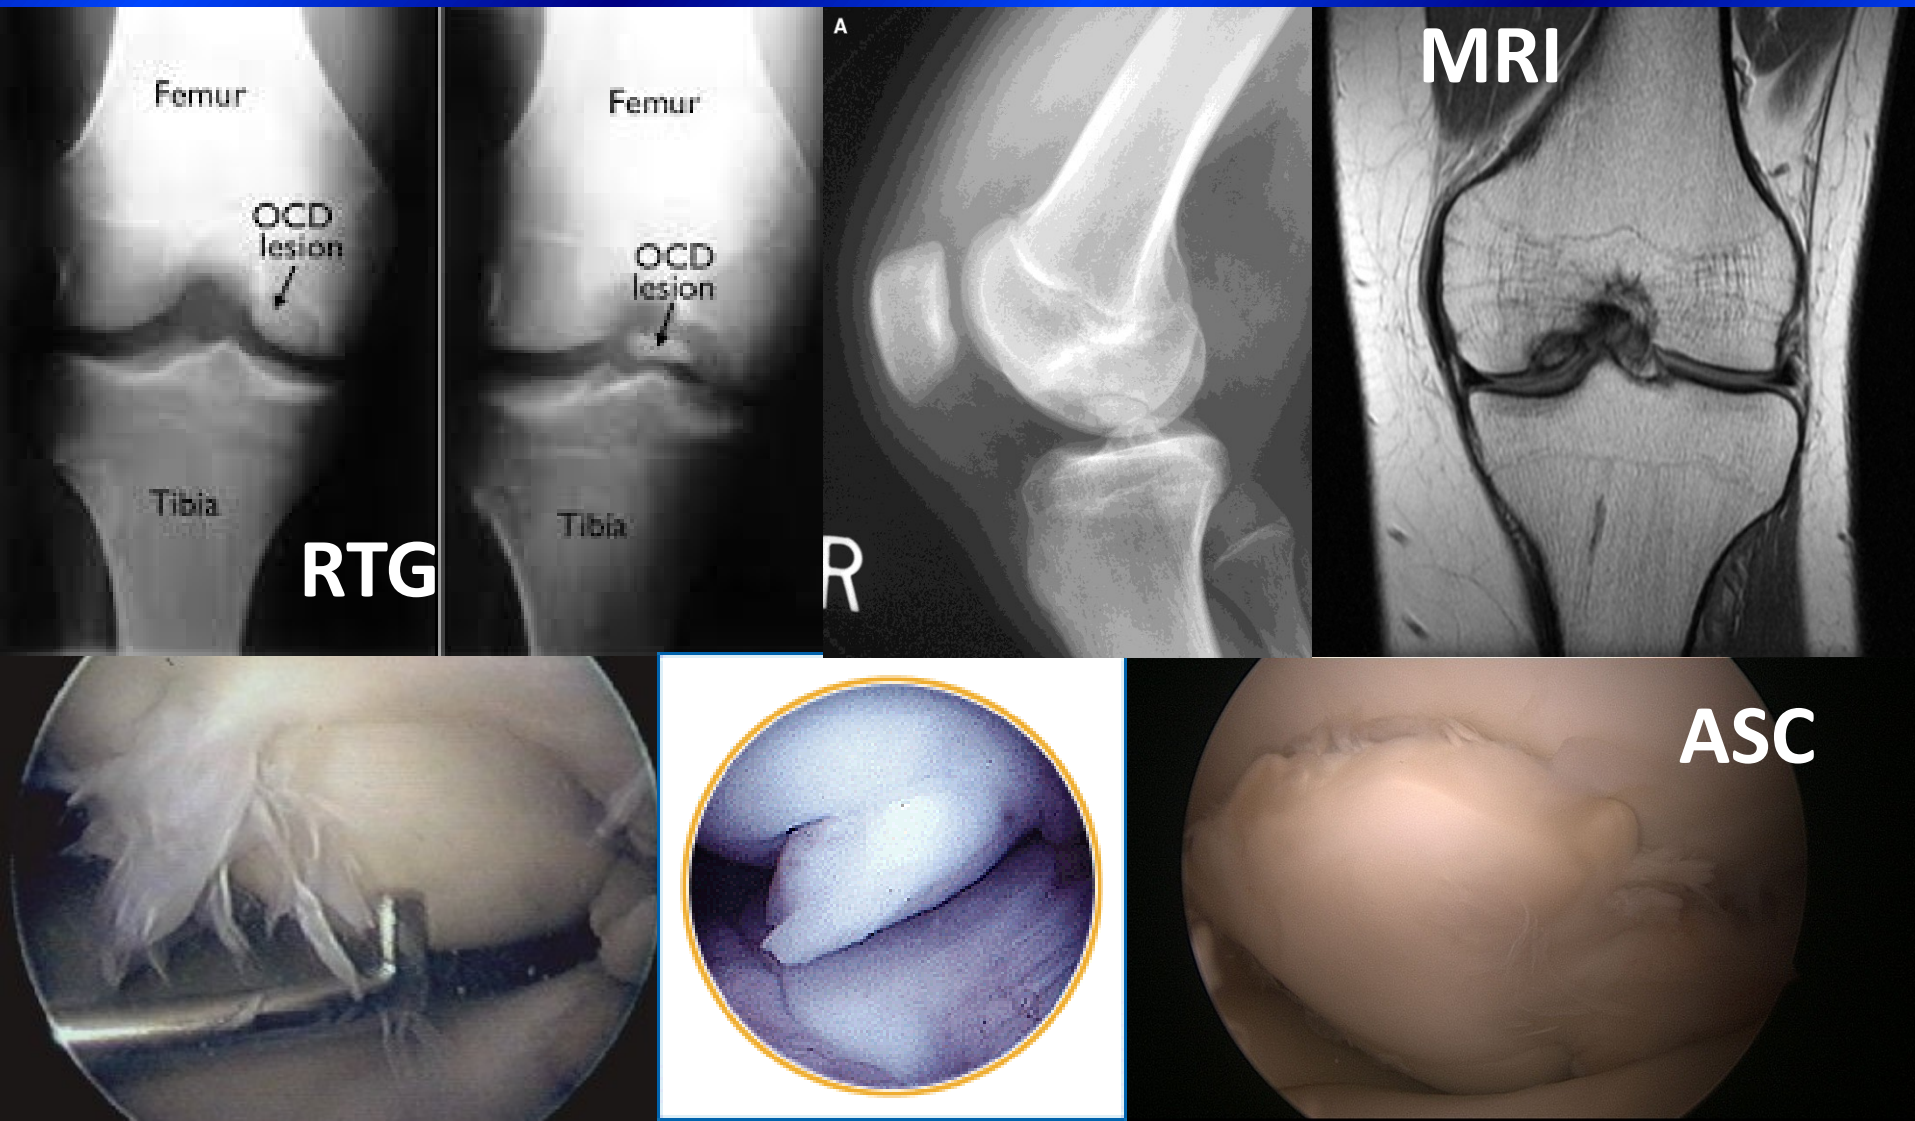 Femur
OCD
lesion
Tibia
RTG
Femur
OCD
lesion
Tibia
A
R
MRI
ASC